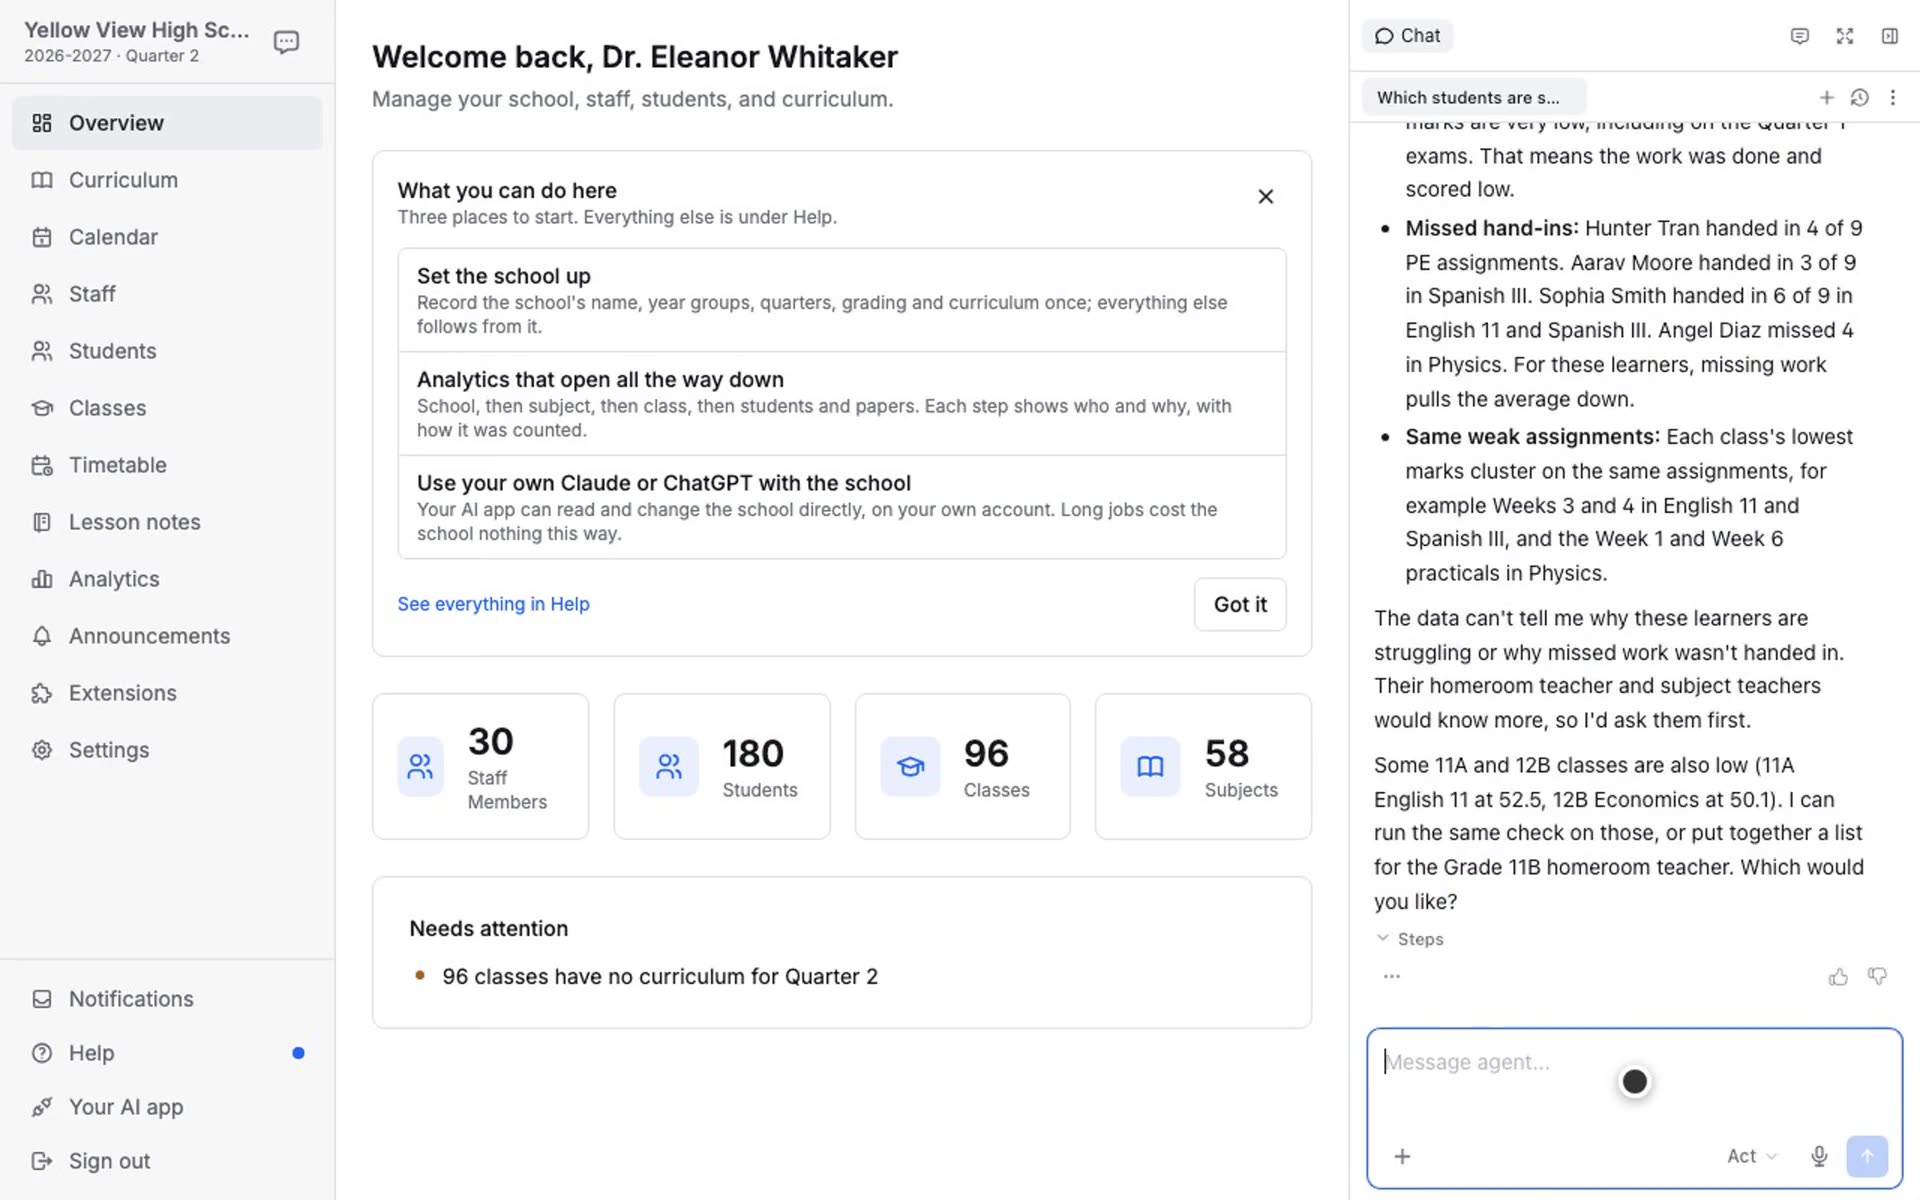 Yellow View High Sc...
2026-2027 · Quarter 2
Overview
Curriculum
Calendar
Staff
Students
Classes
Timetable
Lesson notes
Analytics
Announcements
Extensions
Settings
Notifications
Help
Your AI app
Sign out
Welcome back, Dr. Eleanor Whitaker
Manage your school, staff, students, and curriculum.
What you can do here
Three places to start. Everything else is under Help.
Set the school up
Record the school's name, year groups, quarters, grading and curriculum once; everything else
follows from it.
Analytics that open all the way down
School, then subject, then class, then students and papers. Each step shows who and why, with
how it was counted.
Use your own Claude or ChatGPT with the school
Your AI app can read and change the school directly, on your own account. Long jobs cost the
school nothing this way.
See everything in Help
Got it
30
Staff
Members
180
Students
96
Classes
58
Subjects
Needs attention
96 classes have no curriculum for Quarter 2
Chat
Which students are s...
marks are very low, including on the Quarter 1
exams. That means the work was done and
scored low.
• Missed hand-ins: Hunter Tran handed in 4 of 9
PE assignments. Aarav Moore handed in 3 of 9
in Spanish III. Sophia Smith handed in 6 of 9 in
English 11 and Spanish III. Angel Diaz missed 4
in Physics. For these learners, missing work
pulls the average down.
• Same weak assignments: Each class's lowest
marks cluster on the same assignments, for
example Weeks 3 and 4 in English 11 and
Spanish III, and the Week 1 and Week 6
practicals in Physics.
The data can't tell me why these learners are
struggling or why missed work wasn't handed in.
Their homeroom teacher and subject teachers
would know more, so I'd ask them first.
Some 11A and 12B classes are also low (11A
English 11 at 52.5, 12B Economics at 50.1). I can
run the same check on those, or put together a list
for the Grade 11B homeroom teacher. Which would
you like?
Steps
Message agent...
Act